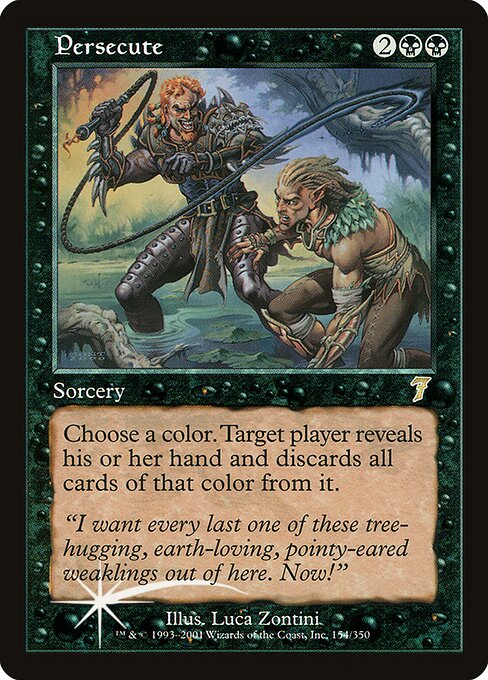 Persecute 2
Sorcery 7
Choose a color. Target player reveals
his or her hand and discards all
cards of that color from it.
“I want every last one of these tree-
hugging, earth-loving, pointy-eared
weaklings out of here. Now!”
Illus. Luca Zontini
™ & © 1993–2001 Wizards of the Coast, Inc. 154/350